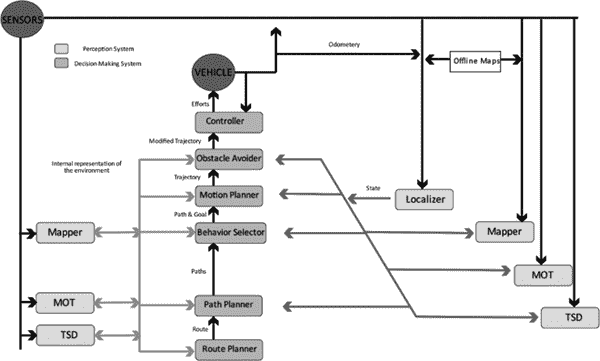 SENSORS
Odometery
Perception System
Decision Making System
Offline Maps
VEHICLE
Efforts
Controller
Modified Trajectory
Internal representation of
the environment
Obstacle Avoider
Trajectory
Motion Planner
State
Localizer
Path & Goal
Mapper
Behavior Selector
Mapper
Paths
MOT
MOT
Path Planner
TSD
Route
TSD
Route Planner